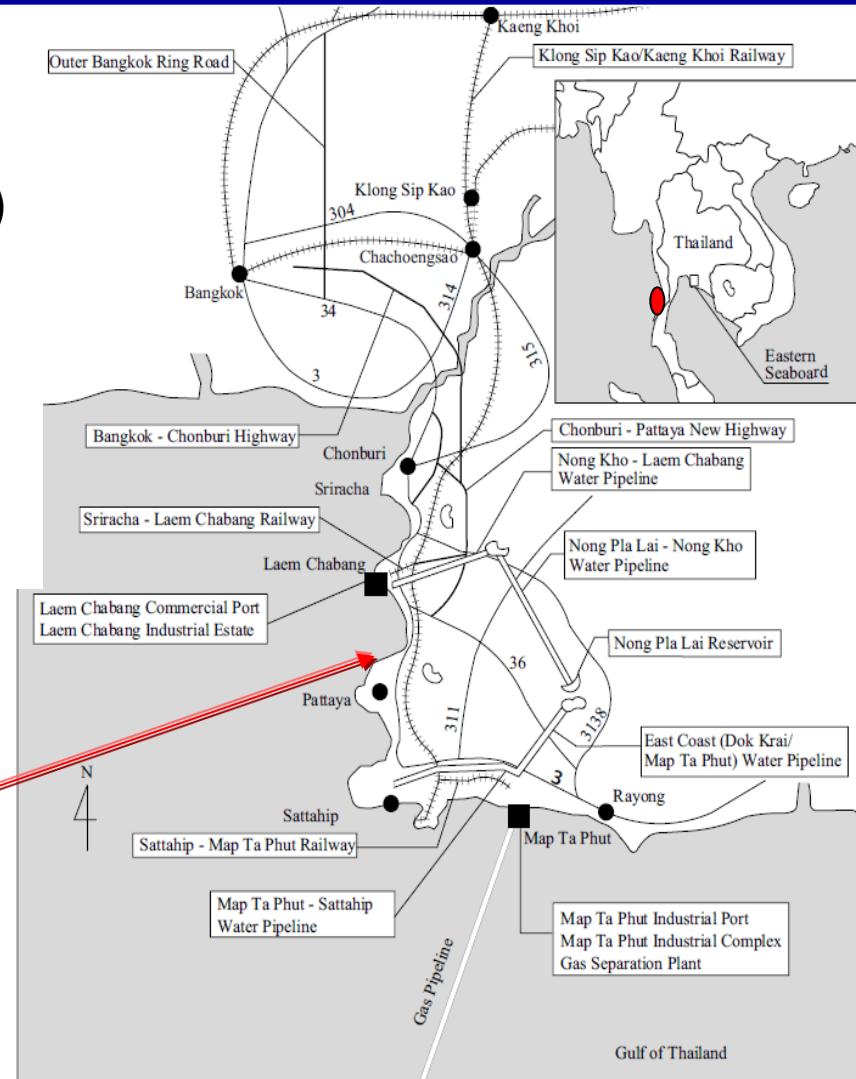 Kaeng Khoi
Outer Bangkok Ring Road
Klong Sip Kao/Kaeng Khoi Railway
Klong Sip Kao
304
Thailand
Chachoengsao
Bangkok
34
314
315
3
Eastern
Seaboard
Bangkok - Chonburi Highway
Chonburi - Pattaya New Highway
Chonburi
Nong Kho - Laem Chabang
Water Pipeline
Sriracha
Sriracha - Laem Chabang Railway
Nong Pla Lai - Nong Kho
Water Pipeline
Laem Chabang
Laem Chabang Commercial Port
Laem Chabang Industrial Estate
Nong Pla Lai Reservoir
36
Pattaya
311
3138
East Coast (Dok Krai/
Map Ta Phut) Water Pipeline
N
3
Rayong
Sattahip
Map Ta Phut
Sattahip - Map Ta Phut Railway
Map Ta Phut - Sattahip
Water Pipeline
Map Ta Phut Industrial Port
Map Ta Phut Industrial Complex
Gas Separation Plant
Gas Pipeline
Gulf of Thailand